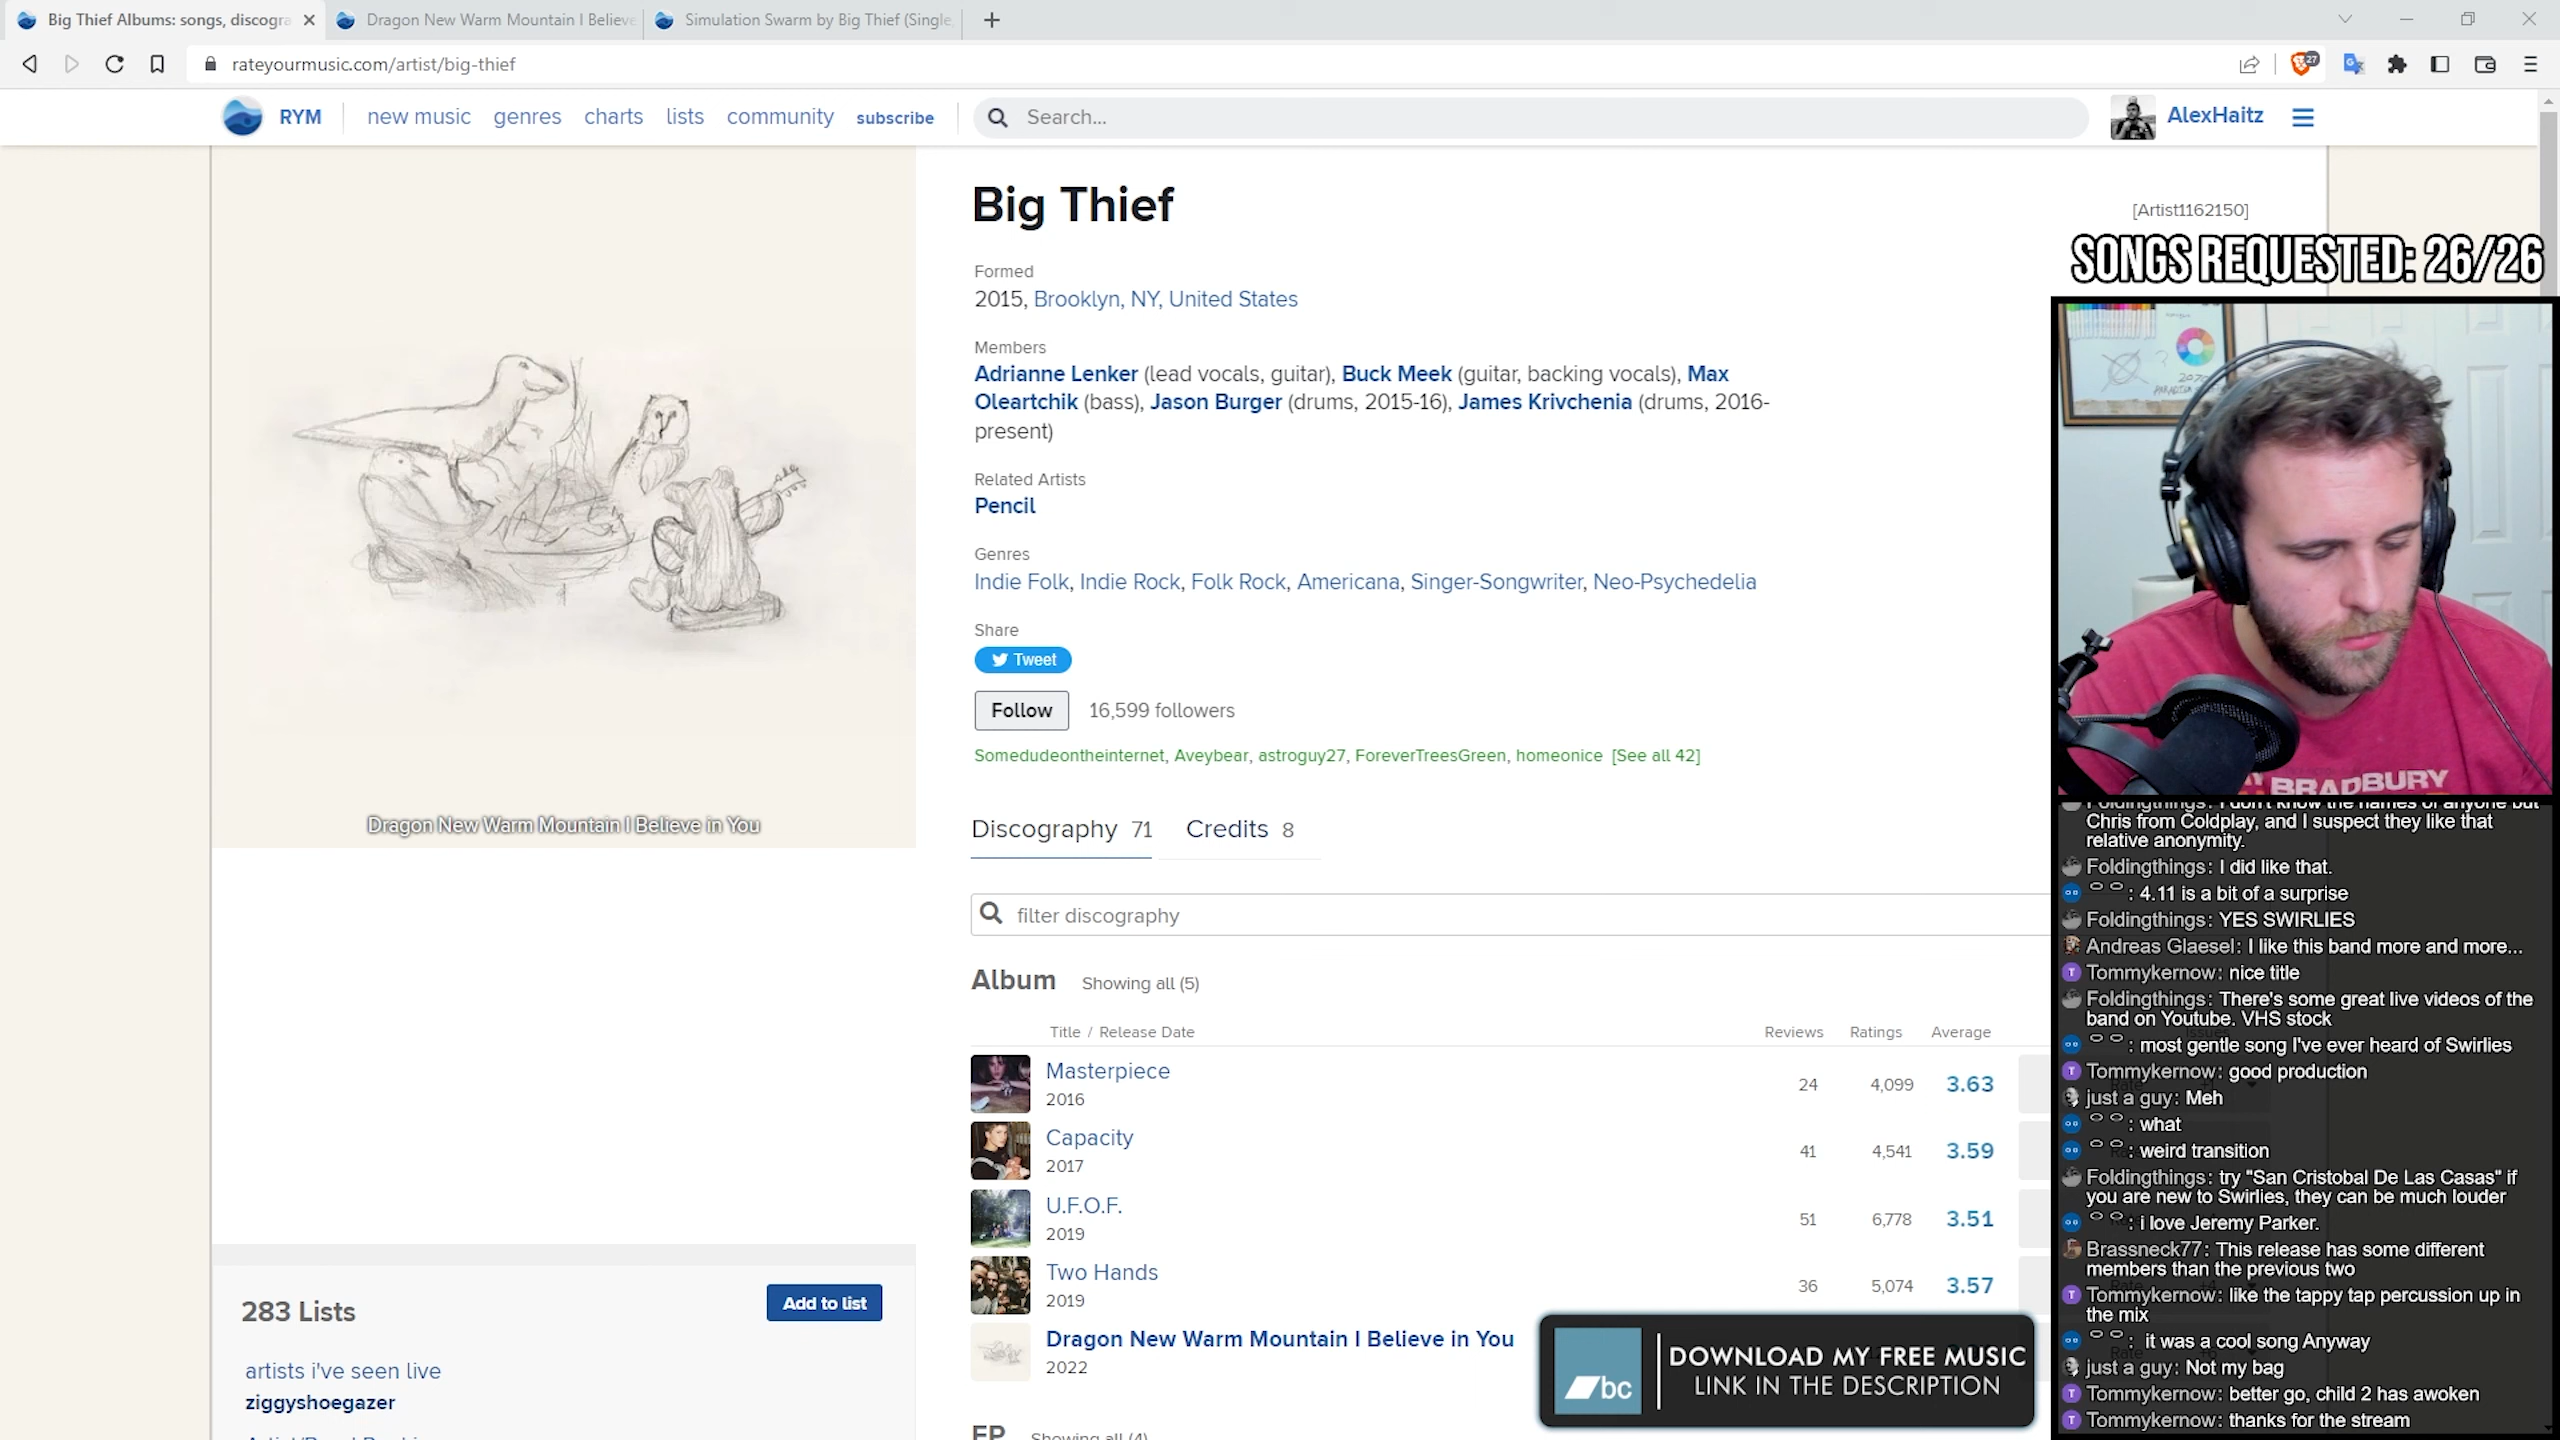 Big Thief Albums: songs, discogra
Dragon New Warm Mountain I Believe
Simulation Swarm by Big Thief (Single,
rateyourmusic.com/artist/big-thief
27
RYM
new music
genres
charts
lists
community
subscribe
Search...
AlexHaitz
Big Thief
[Artist1162150]
SONGS REQUESTED: 26/26
Formed
2015, Brooklyn, NY, United States
Members
Adrianne Lenker (lead vocals, guitar), Buck Meek (guitar, backing vocals), Max
Oleartchik (bass), Jason Burger (drums, 2015-16), James Krivchenia (drums, 2016-
present)
Related Artists
Pencil
Genres
Indie Folk, Indie Rock, Folk Rock, Americana, Singer-Songwriter, Neo-Psychedelia
Share
Tweet
Follow
16,599 followers
Somedudeontheinternet, Aveybear, astroguy27, ForeverTreesGreen, homeonice [See all 42]
Dragon New Warm Mountain I Believe in You
Discography 71
Credits 8
filter discography
Album Showing all (5)
Title / Release Date
Reviews
Ratings
Average
Masterpiece
2016
24
4,099
3.63
Capacity
2017
41
4,541
3.59
U.F.O.F.
2019
51
6,778
3.51
Two Hands
2019
36
5,074
3.57
Dragon New Warm Mountain I Believe in You
2022
EP Showing all (4)
283 Lists
Add to list
artists i've seen live
ziggyshoegazer
bc
DOWNLOAD MY FREE MUSIC
LINK IN THE DESCRIPTION
BRADBURY
Foldingthings: I don't know the names of anyone but
Chris from Coldplay, and I suspect they like that
relative anonymity.
Foldingthings: I did like that.
: 4.11 is a bit of a surprise
Foldingthings: YES SWIRLIES
Andreas Glaesel: I like this band more and more...
Tommykernow: nice title
Foldingthings: There's some great live videos of the
band on Youtube. VHS stock
: most gentle song I've ever heard of Swirlies
Tommykernow: good production
just a guy: Meh
: what
: weird transition
Foldingthings: try "San Cristobal De Las Casas" if
you are new to Swirlies, they can be much louder
: i love Jeremy Parker.
Brassneck77: This release has some different
members than the previous two
Tommykernow: like the tappy tap percussion up in
the mix
: it was a cool song Anyway
just a guy: Not my bag
Tommykernow: better go, child 2 has awoken
Tommykernow: thanks for the stream